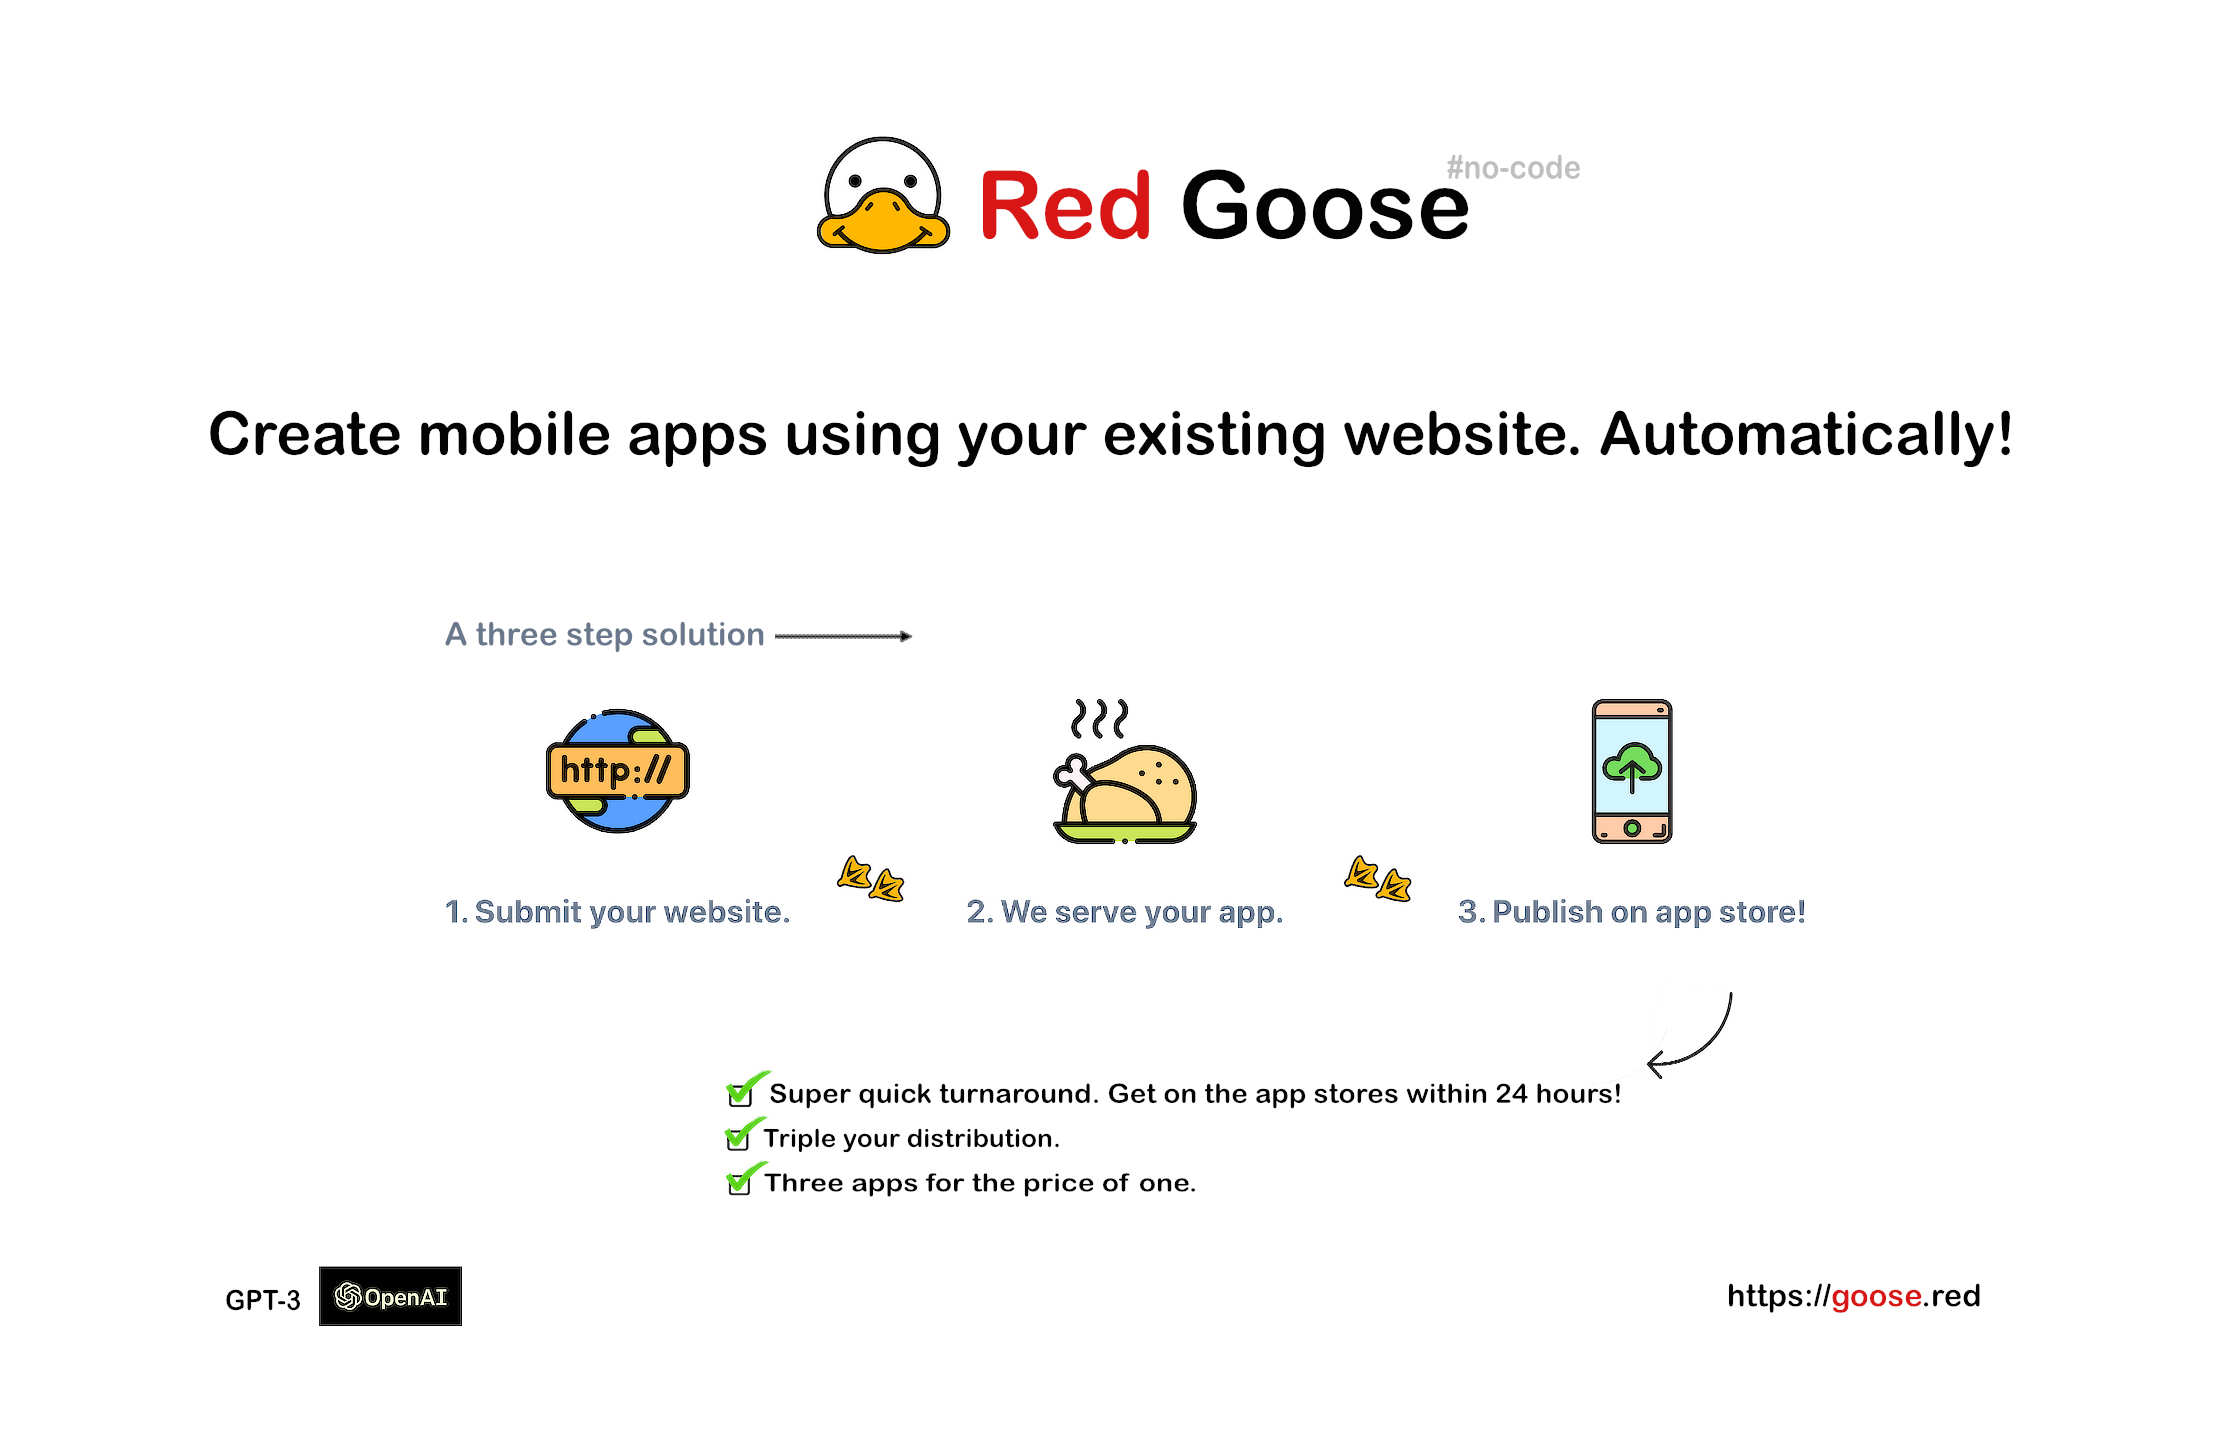 #no-code
Red Goose
Create mobile apps using your existing website. Automatically!
A three step solution
http://
1. Submit your website.
2. We serve your app.
3. Publish on app store!
Super quick turnaround. Get on the app stores within 24 hours!
Triple your distribution.
Three apps for the price of one.
GPT-3 OpenAI
https://goose.red